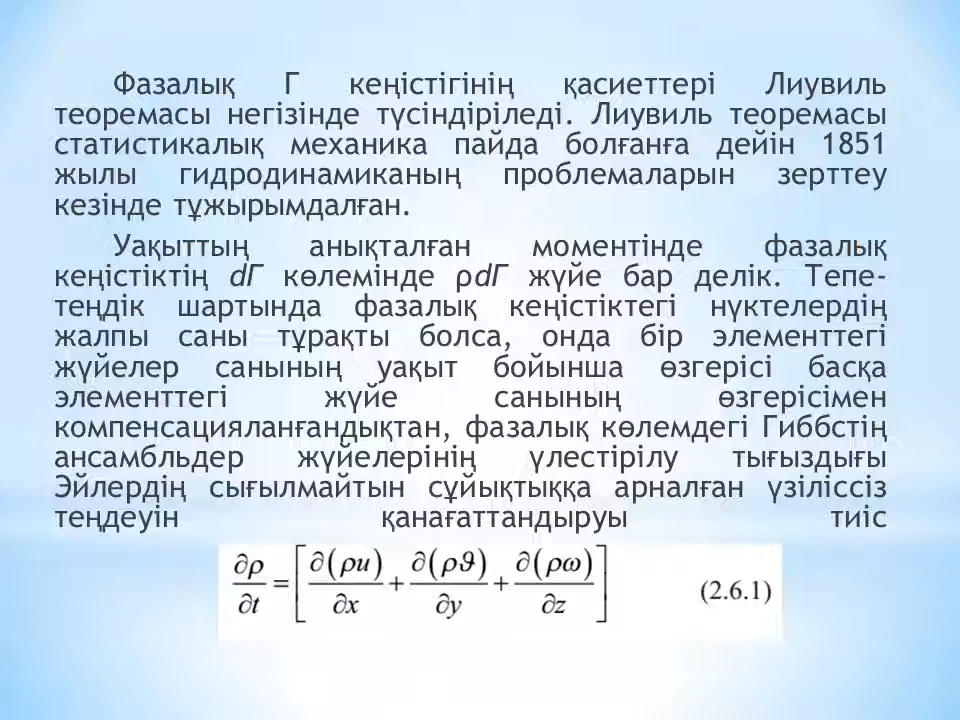 Фазалық Г кеңістігінің қасиеттері Лиувиль
теоремасы негізінде түсіндіріледі. Лиувиль теоремасы
статистикалық механика пайда болғанға дейін 1851
жылы гидродинамиканың проблемаларын зерттеу
кезінде тұжырымдалған.
Уақыттың анықталған моментінде фазалық
кеңістіктің dГ көлемінде ρdГ жүйе бар делік. Тепе-
теңдік шартында фазалық кеңістіктегі нүктелердің
жалпы саны тұрақты болса, онда бір элементтегі
жүйелер санының уақыт бойынша өзгерісі басқа
элементтегі жүйе санының өзгерісімен
компенсацияланғандықтан, фазалық көлемдегі Гиббстің
ансамбльдер жүйелерінің үлестірілу тығыздығы
Эйлердің сығылмайтын сұйықтыққа арналған үзіліссіз
теңдеуін қанағаттандыруы тиіс
∂ρ/∂t = [∂(ρu)/∂x + ∂(ρϑ)/∂y + ∂(ρω)/∂z] (2.6.1)